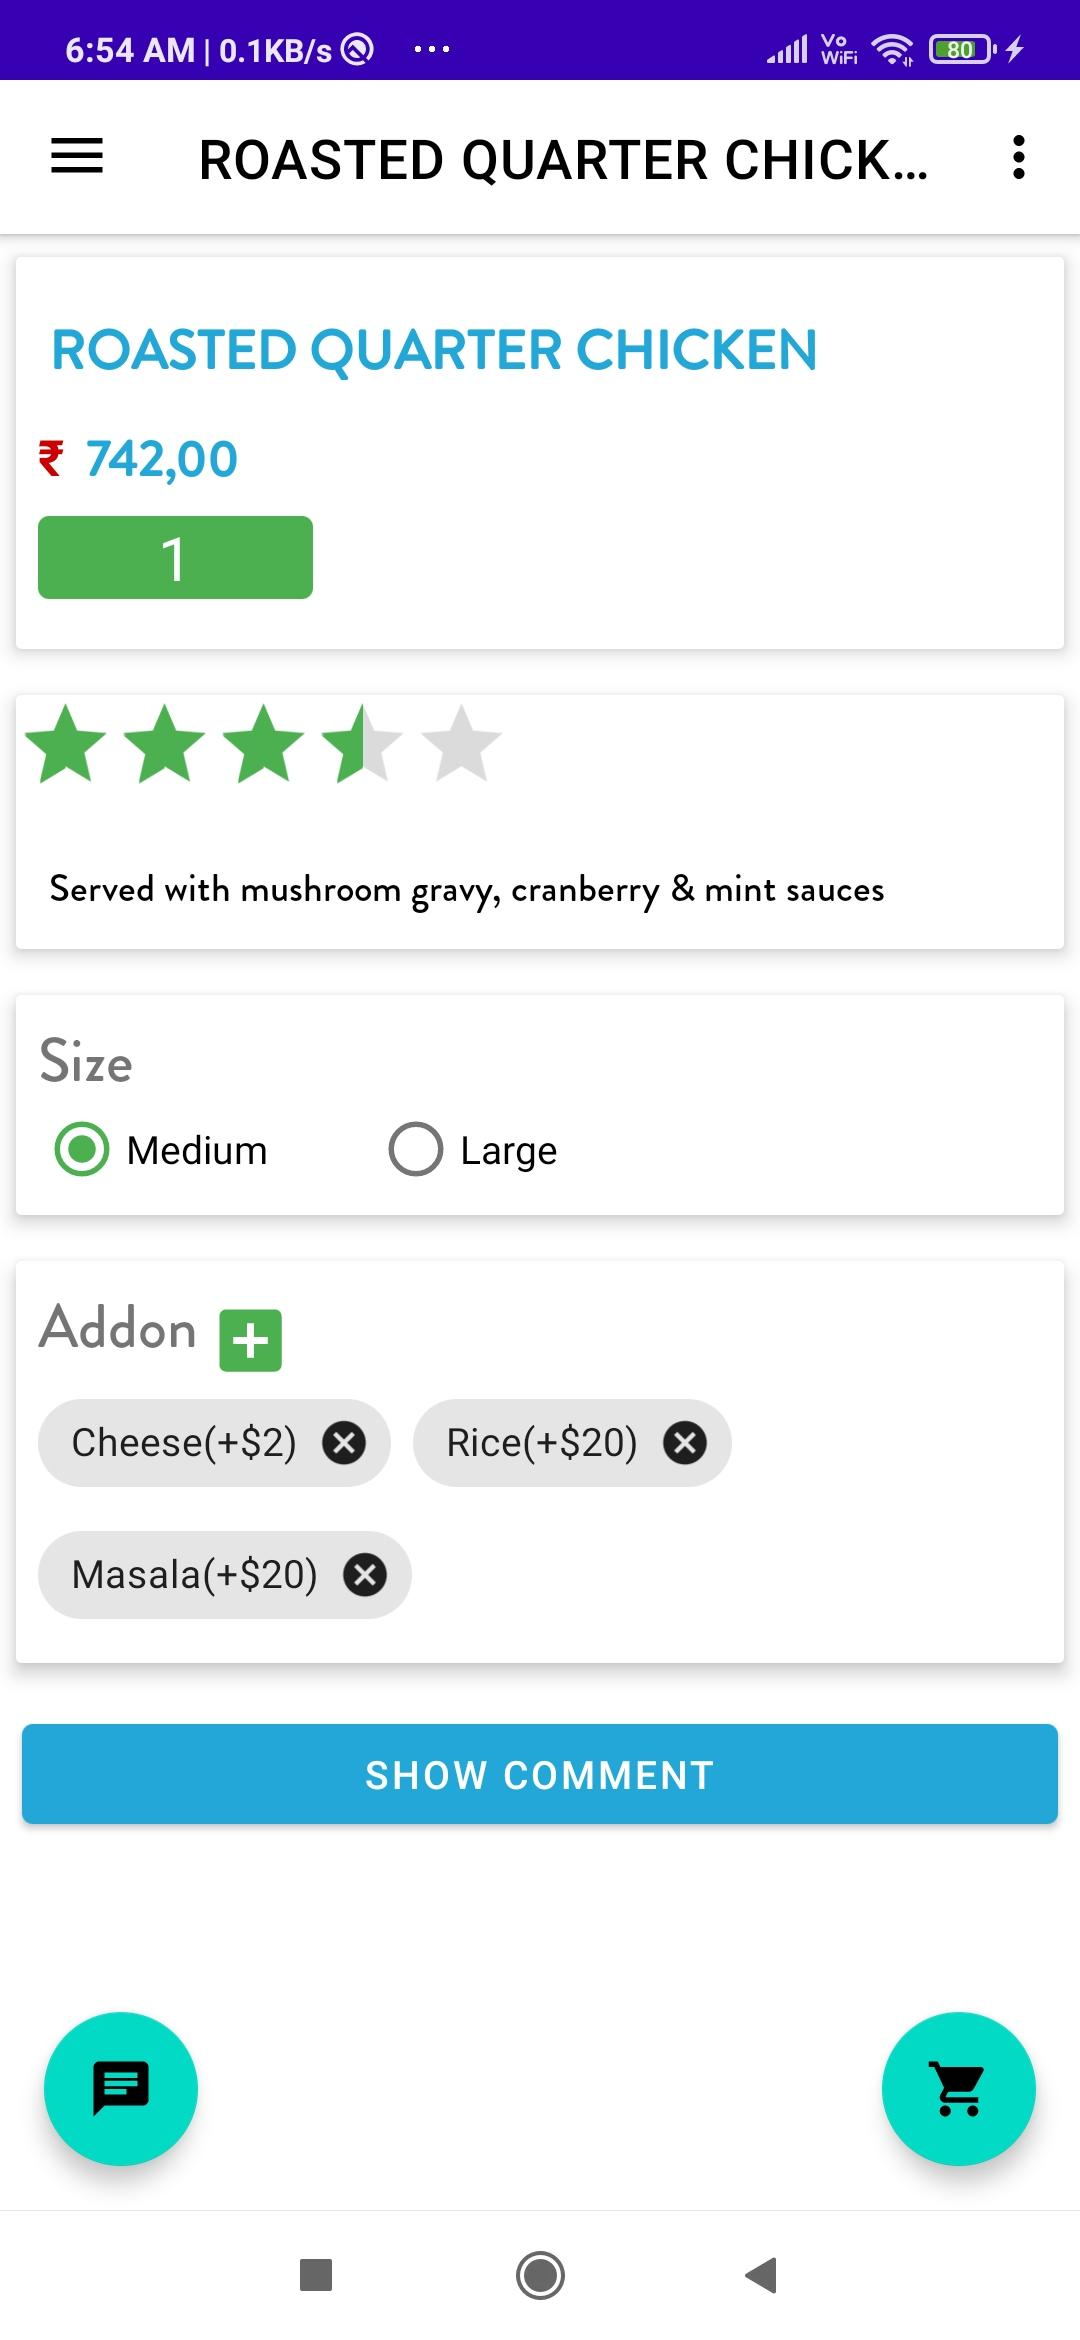 6:54 AM | 0.1KB/s ... Vo WiFi 80
ROASTED QUARTER CHICK...
ROASTED QUARTER CHICKEN
₹ 742,00
1
Served with mushroom gravy, cranberry & mint sauces
Size
Medium Large
Addon
Cheese(+$2) Rice(+$20)
Masala(+$20)
SHOW COMMENT